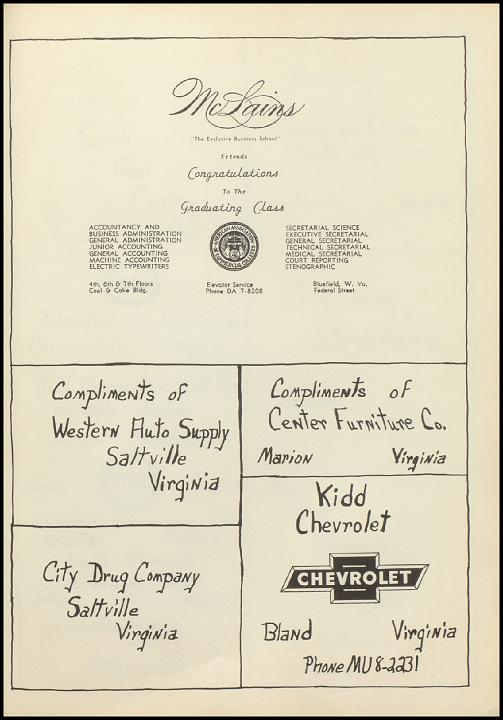 McLains
"The Exclusive Business School"
Extends
Congratulations
To The
Graduating Class
ACCOUNTANCY AND
BUSINESS ADMINISTRATION
GENERAL ADMINISTRATION
JUNIOR ACCOUNTING
GENERAL ACCOUNTING
MACHINE ACCOUNTING
ELECTRIC TYPEWRITERS
SECRETARIAL SCIENCE
EXECUTIVE SECRETARIAL
GENERAL SECRETARIAL
TECHNICAL SECRETARIAL
MEDICAL SECRETARIAL
COURT REPORTING
STENOGRAPHIC
4th, 6th & 7th Floors
Coal & Coke Bldg.
Elevator Service
Phone DA 7-8208
Bluefield, W. Va.
Federal Street
Compliments of
Western Auto Supply
Saltville
Virginia
Compliments of
Center Furniture Co.
Marion Virginia
City Drug Company
Saltville
Virginia
Kidd
Chevrolet
CHEVROLET
Bland Virginia
Phone MU8-2231